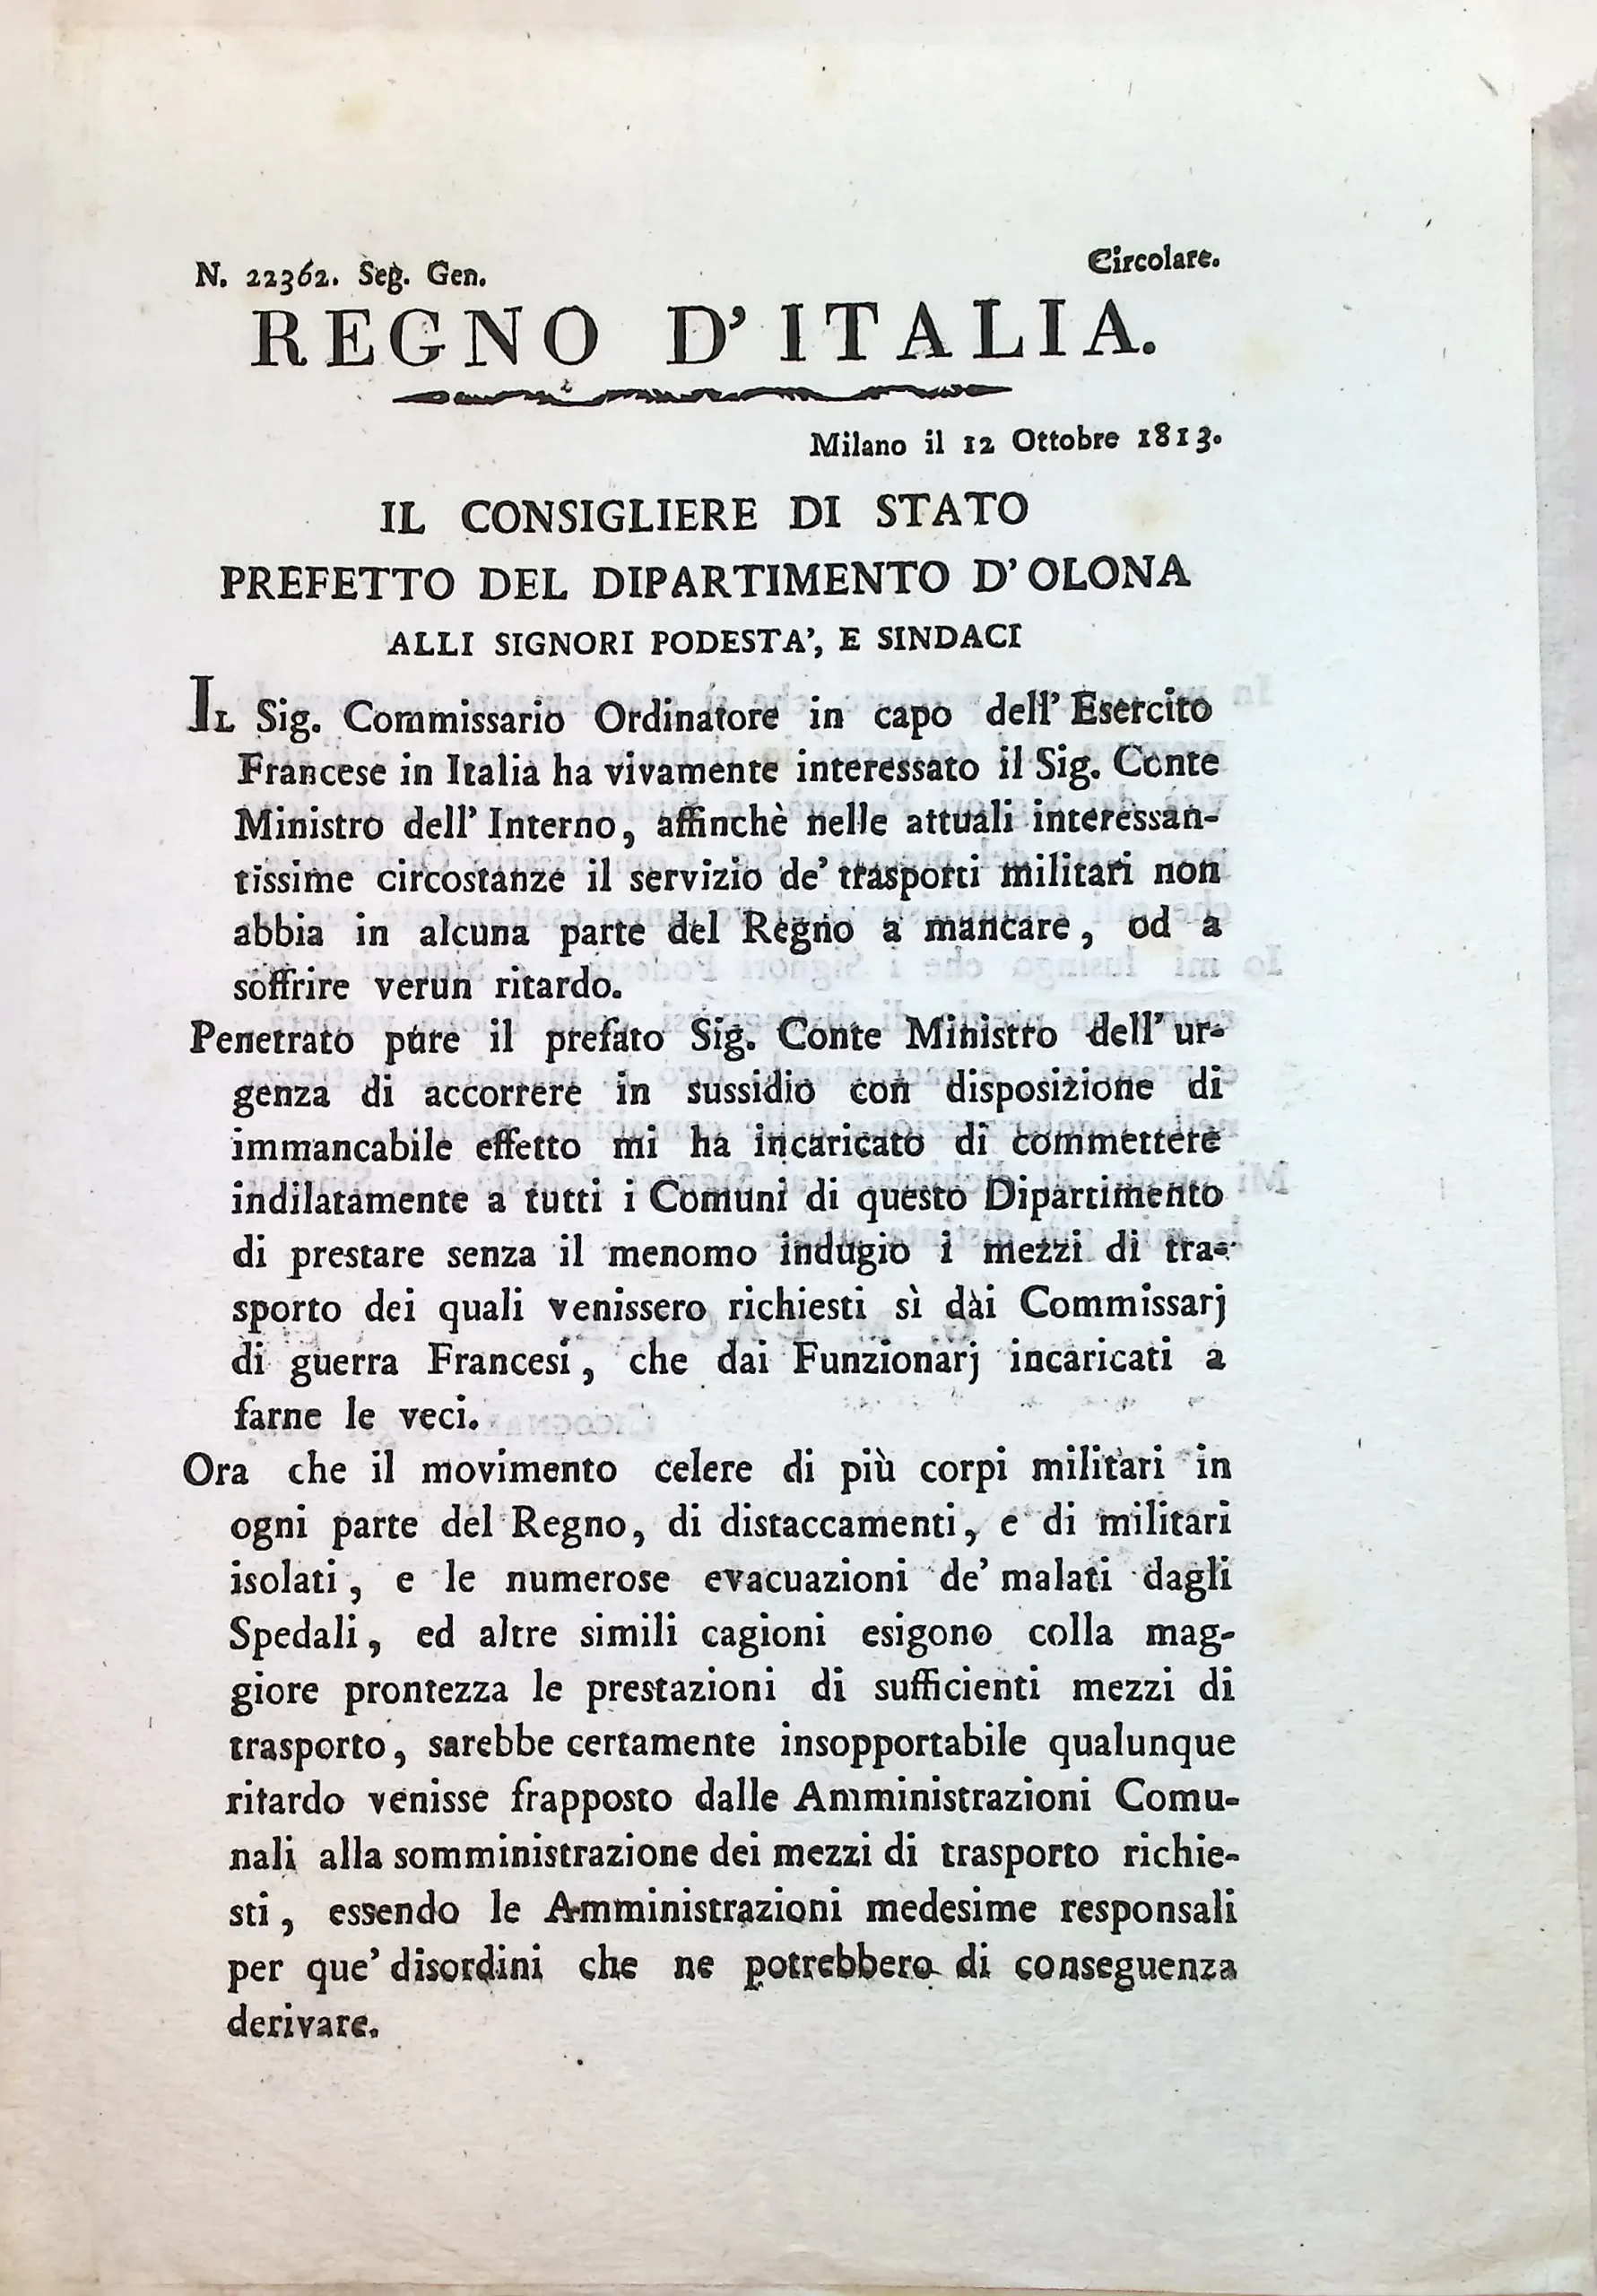 N. 22362. Seg. Gen. Circolare.
REGNO D' ITALIA.
Milano il 12 Ottobre 1813.
IL CONSIGLIERE DI STATO
PREFETTO DEL DIPARTIMENTO D' OLONA
ALLI SIGNORI PODESTA', E SINDACI
IL Sig. Commissario Ordinatore in capo dell' Esercito
Francese in Italia ha vivamente interessato il Sig. Conte
Ministro dell' Interno, affinchè nelle attuali interessan-
tissime circostanze il servizio de' trasporti militari non
abbia in alcuna parte del Regno a mancare, od a
soffrire verun ritardo.
Penetrato pure il prefato Sig. Conte Ministro dell' ur-
genza di accorrere in sussidio con disposizione di
immancabile effetto mi ha incaricato di commettere
indilatamente a tutti i Comuni di questo Dipartimento
di prestare senza il menomo indugio i mezzi di tra-
sporto dei quali venissero richiesti sì dai Commissarj
di guerra Francesi, che dai Funzionarj incaricati a
farne le veci.
Ora che il movimento celere di più corpi militari in
ogni parte del Regno, di distaccamenti, e di militari
isolati, e le numerose evacuazioni de' malati dagli
Spedali, ed altre simili cagioni esigono colla mag-
giore prontezza le prestazioni di sufficienti mezzi di
trasporto, sarebbe certamente insopportabile qualunque
ritardo venisse frapposto dalle Amministrazioni Comu-
nali alla somministrazione dei mezzi di trasporto richie-
sti, essendo le Amministrazioni medesime responsali
per que' disordini che ne potrebbero di conseguenza
derivare.